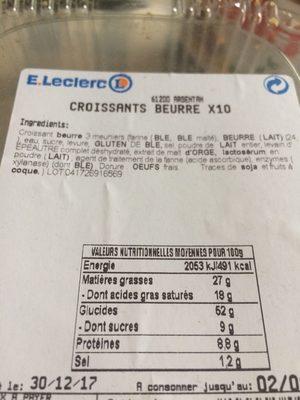 E.Leclerc L
61200 ARGENTAN
CROISSANTS BEURRE X10
Ingredients:
Croissant beurre 3 meuniers (farine (BLE, BLE malté), BEURRE (LAIT) (24
), eau, sucre, levure, GLUTEN DE BLE, sel, poudre de LAIT entier, levain d'
EPEAUTRE complet déshydraté, extrait de malt d'ORGE, lactosérum en
poudre (LAIT), agent de traitement de la farine (acide ascorbique), enzymes (
xylanase) (dont BLE) Dorure: OEUFS frais. Traces de soja et fruits à
coque. | LOT:041726916569
VALEURS NUTRITIONNELLES MOYENNES POUR 100g
Energie 2053 kJ/491 kcal
Matières grasses 27 g
- Dont acides gras saturés 18 g
Glucides 52 g
- Dont sucres 9 g
Protéines 8,8 g
Sel 1,2 g
é le: 30/12/17 A consommer jusqu'au: 02/0
A PAYER